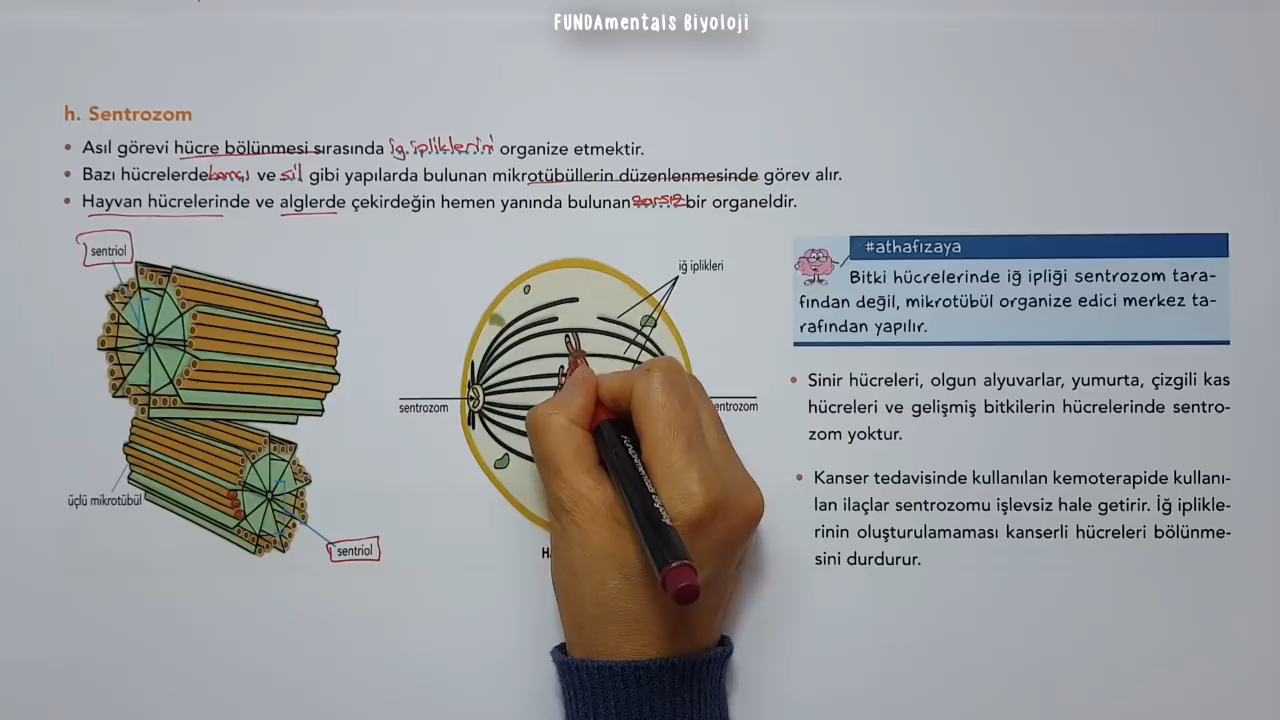 FUNDAmentals Biyoloji
h. Sentrozom
• Asıl görevi hücre bölünmesi sırasında iğ ipliklerini organize etmektir.
• Bazı hücrelerde kamçı ve sil gibi yapılarda bulunan mikrotübüllerin düzenlenmesinde görev alır.
• Hayvan hücrelerinde ve alglerde çekirdeğin hemen yanında bulunan zarsız bir organeldir.
sentriol
üçlü mikrotübül
sentriol
iğ iplikleri
sentrozom
entrozom
Ha
#athafızaya
Bitki hücrelerinde iğ ipliği sentrozom tara-
fından değil, mikrotübül organize edici merkez ta-
rafından yapılır.
• Sinir hücreleri, olgun alyuvarlar, yumurta, çizgili kas
hücreleri ve gelişmiş bitkilerin hücrelerinde sentro-
zom yoktur.
• Kanser tedavisinde kullanılan kemoterapide kullanı-
lan ilaçlar sentrozomu işlevsiz hale getirir. İğ iplikle-
rinin oluşturulamaması kanserli hücreleri bölünme-
sini durdurur.
FUNDAmentals Biyoloji